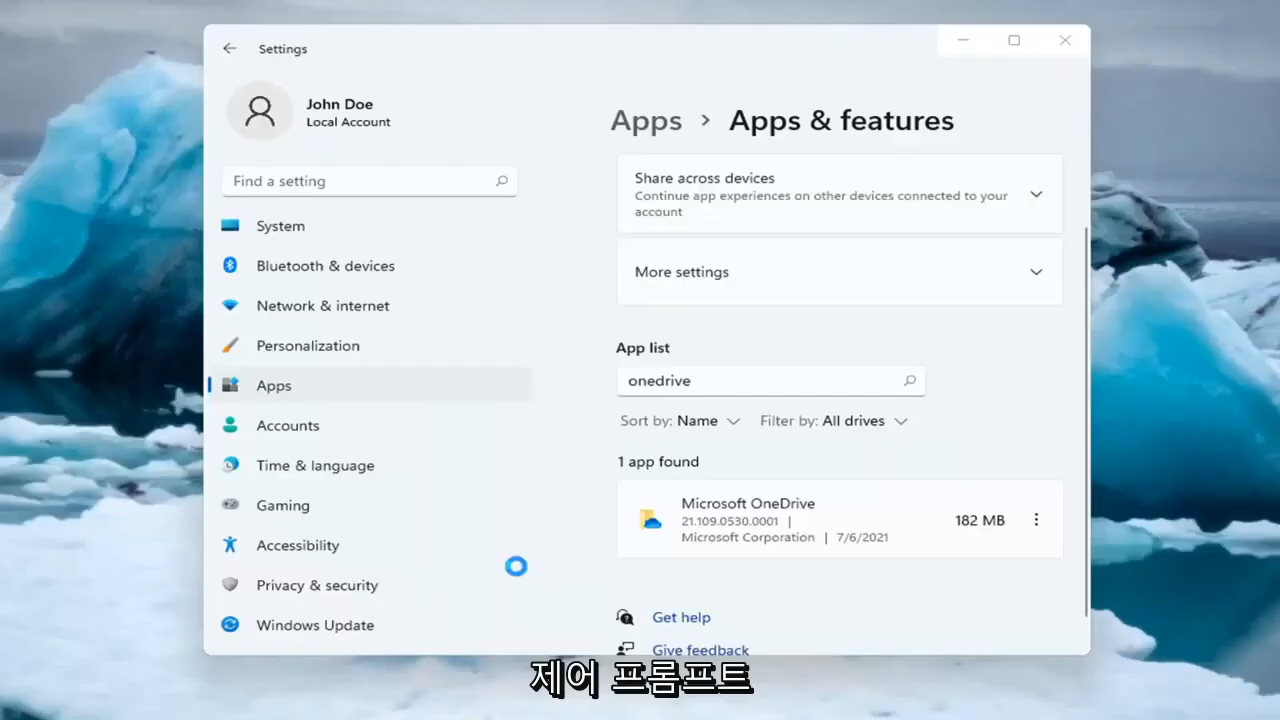 Settings
John Doe
Local Account
Find a setting
System
Bluetooth & devices
Network & internet
Personalization
Apps
Accounts
Time & language
Gaming
Accessibility
Privacy & security
Windows Update
Apps > Apps & features
Share across devices
Continue app experiences on other devices connected to your
account
More settings
App list
onedrive
Sort by: Name Filter by: All drives
1 app found
Microsoft OneDrive
21.109.0530.0001 |
Microsoft Corporation | 7/6/2021
182 MB
Get help
Give feedback
제어 프롬프트